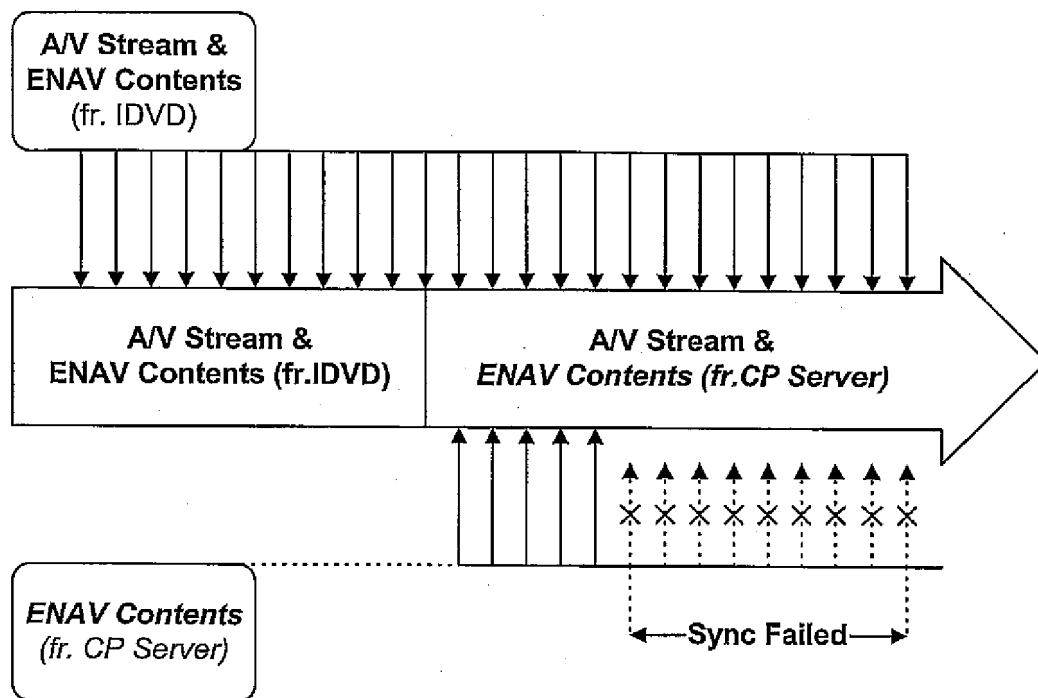 A/V Stream &
ENAV Contents
(fr. IDVD)
A/V Stream &
ENAV Contents (fr.IDVD)
A/V Stream &
ENAV Contents (fr.CP Server)
ENAV Contents
(fr. CP Server)
Sync Failed